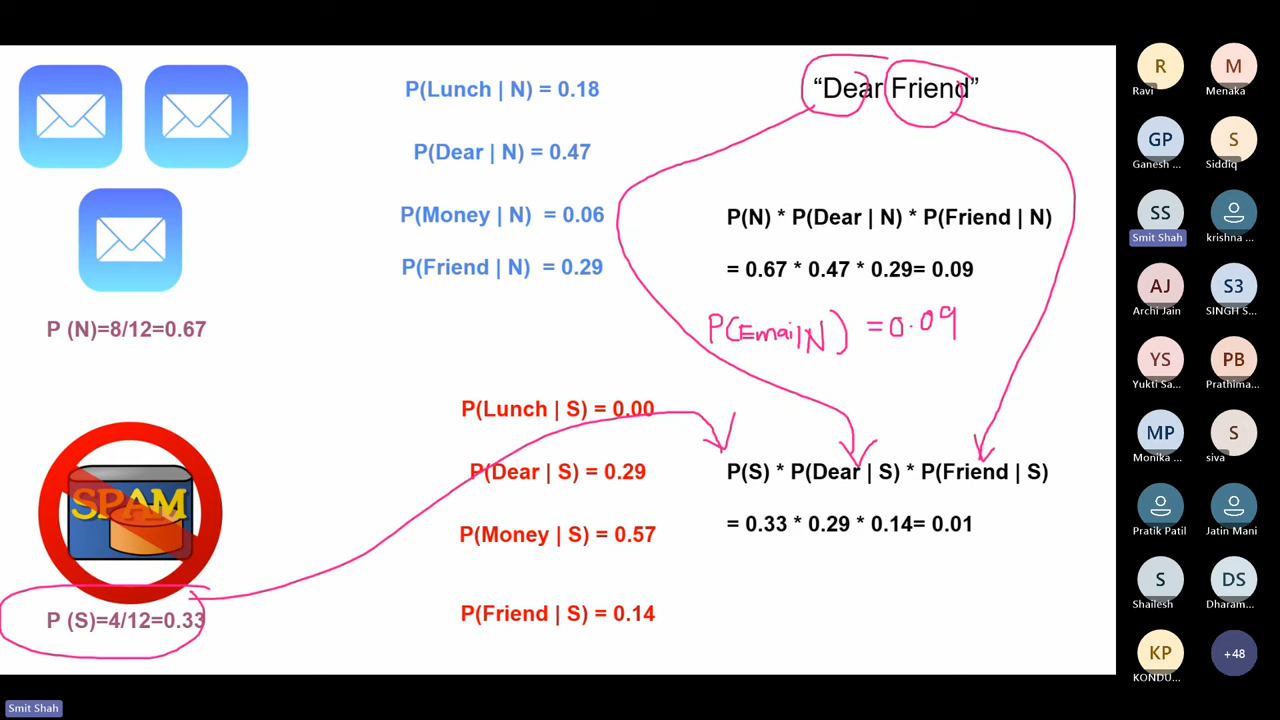 P(Lunch | N) = 0.18
P(Dear | N) = 0.47
P(Money | N) = 0.06
P(Friend | N) = 0.29
P (N)=8/12=0.67
“Dear Friend”
P(N) * P(Dear | N) * P(Friend | N)
= 0.67 * 0.47 * 0.29= 0.09
P(Email|N) = 0.09
P(Lunch | S) = 0.00
P(Dear | S) = 0.29
P(Money | S) = 0.57
P(Friend | S) = 0.14
SPAM
P (S)=4/12=0.33
P(S) * P(Dear | S) * P(Friend | S)
= 0.33 * 0.29 * 0.14= 0.01
R
Ravi
M
Menaka
GP
Ganesh ...
S
Siddiq
SS
Smit Shah
krishna ...
AJ
Archi Jain
S3
SINGH S...
YS
Yukti Sa...
PB
Prathima...
MP
Monika ...
S
siva
Pratik Patil
Jatin Mani
S
Shailesh
DS
Dharam...
KP
KONDU...
+48
Smit Shah